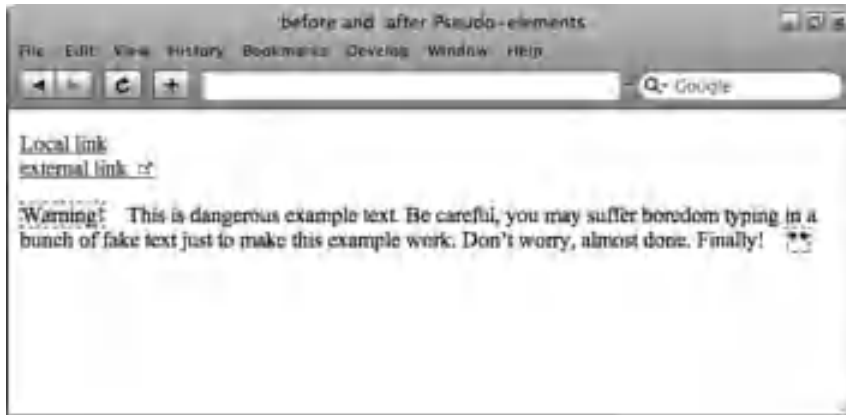 before and after Pseudo-elements
File Edit View History Bookmarks Develop Window Help
Google
Local link
external link
Warning! This is dangerous example text. Be careful, you may suffer boredom typing in a
bunch of fake text just to make this example work. Don't worry, almost done. Finally! **